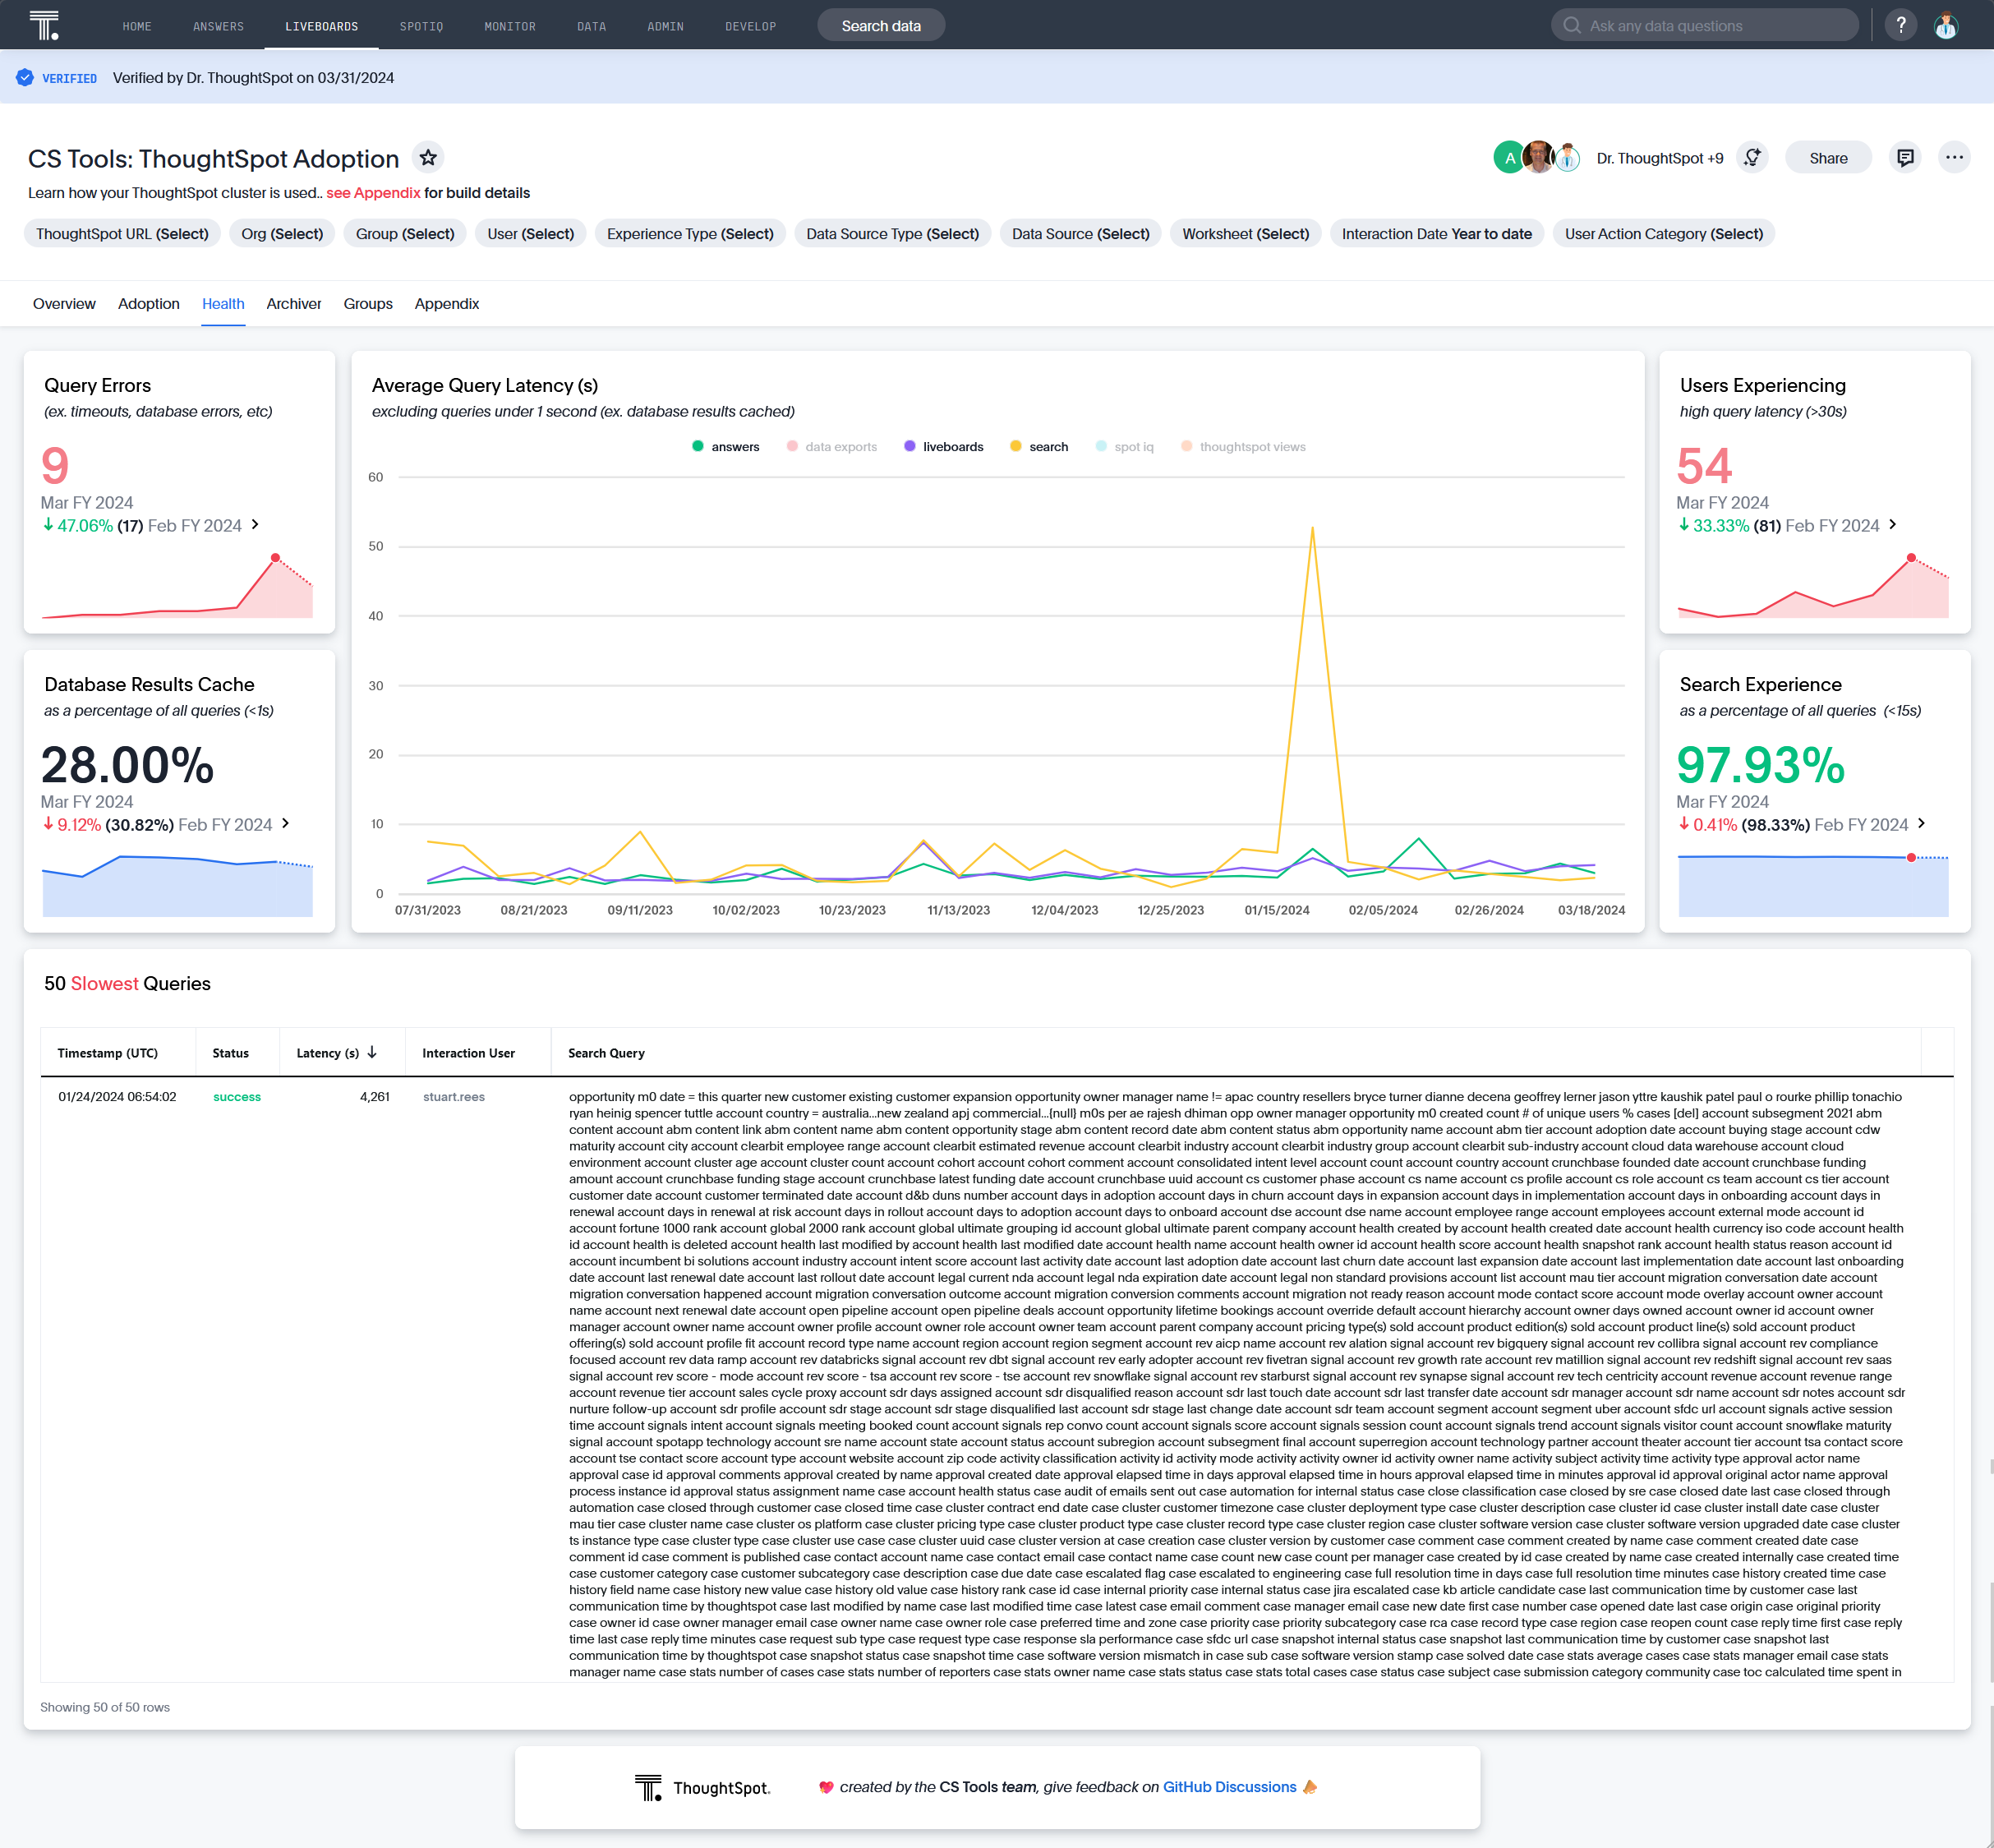 HOME ANSWERS LIVEBOARDS SPOTIQ MONITOR DATA ADMIN DEVELOP Search data Ask any data questions ?
VERIFIED Verified by Dr. ThoughtSpot on 03/31/2024
CS Tools: ThoughtSpot Adoption
A Dr. ThoughtSpot +9 Share
Learn how your ThoughtSpot cluster is used.. see Appendix for build details
ThoughtSpot URL (Select) Org (Select) Group (Select) User (Select) Experience Type (Select) Data Source Type (Select) Data Source (Select) Worksheet (Select) Interaction Date Year to date User Action Category (Select)
Overview Adoption Health Archiver Groups Appendix
Query Errors
(ex. timeouts, database errors, etc)
9
Mar FY 2024
47.06% (17) Feb FY 2024
Database Results Cache
as a percentage of all queries (<1s)
28.00%
Mar FY 2024
9.12% (30.82%) Feb FY 2024
Average Query Latency (s)
excluding queries under 1 second (ex. database results cached)
answers data exports liveboards search spot iq thoughtspot views
60
50
40
30
20
10
0
07/31/2023 08/21/2023 09/11/2023 10/02/2023 10/23/2023 11/13/2023 12/04/2023 12/25/2023 01/15/2024 02/05/2024 02/26/2024 03/18/2024
Users Experiencing
high query latency (>30s)
54
Mar FY 2024
33.33% (81) Feb FY 2024
Search Experience
as a percentage of all queries (<15s)
97.93%
Mar FY 2024
0.41% (98.33%) Feb FY 2024
50 Slowest Queries
Timestamp (UTC) Status Latency (s) Interaction User Search Query
01/24/2024 06:54:02 success 4,261 stuart.rees
opportunity m0 date = this quarter new customer existing customer expansion opportunity owner manager name != apac country resellers bryce turner dianne decena geoffrey lerner jason yttre kaushik patel paul o rourke phillip tonachio
ryan heinig spencer tuttle account country = australia...new zealand apj commercial...{null} m0s per ae rajesh dhiman opp owner manager opportunity m0 created count # of unique users % cases [del] account subsegment 2021 abm
content account abm content link abm content name abm content opportunity stage abm content record date abm content status abm opportunity name account abm tier account adoption date account buying stage account cdw
maturity account city account clearbit employee range account clearbit estimated revenue account clearbit industry account clearbit industry group account clearbit sub-industry account cloud data warehouse account cloud
environment account cluster age account cluster count account cohort account cohort comment account consolidated intent level account count account country account crunchbase founded date account crunchbase funding
amount account crunchbase funding stage account crunchbase latest funding date account crunchbase uuid account cs customer phase account cs name account cs profile account cs role account cs team account cs tier account
customer date account customer terminated date account d&b duns number account days in adoption account days in churn account days in expansion account days in implementation account days in onboarding account days in
renewal account days in renewal at risk account days in rollout account days to adoption account days to onboard account dse account dse name account employee range account employees account external mode account id
account fortune 1000 rank account global 2000 rank account global ultimate grouping id account global ultimate parent company account health created by account health created date account health currency iso code account health
id account health is deleted account health last modified by account health last modified date account health name account health owner id account health score account health snapshot rank account health status reason account id
account incumbent bi solutions account industry account intent score account last activity date account last adoption date account last churn date account last expansion date account last implementation date account last onboarding
date account last renewal date account last rollout date account legal current nda account legal nda expiration date account legal non standard provisions account list account mau tier account migration conversation date account
migration conversation happened account migration conversation outcome account migration conversion comments account migration not ready reason account mode contact score account mode overlay account owner account
name account next renewal date account open pipeline account open pipeline deals account opportunity lifetime bookings account override default account hierarchy account owner days owned account owner id account owner
manager account owner name account owner profile account owner role account owner team account parent company account pricing type(s) sold account product edition(s) sold account product line(s) sold account product
offering(s) sold account profile fit account record type name account region account region segment account rev aicp name account rev alation signal account rev bigquery signal account rev collibra signal account rev compliance
focused account rev data ramp account rev databricks signal account rev dbt signal account rev early adopter account rev fivetran signal account rev growth rate account rev matillion signal account rev redshift signal account rev saas
signal account rev score - mode account rev score - tsa account rev score - tse account rev snowflake signal account rev starburst signal account rev synapse signal account rev tech centricity account revenue account revenue range
account revenue tier account sales cycle proxy account sdr days assigned account sdr disqualified reason account sdr last touch date account sdr last transfer date account sdr manager account sdr name account sdr notes account sdr
nurture follow-up account sdr profile account sdr stage account sdr stage disqualified last account sdr stage last change date account sdr team account segment account segment uber account sfdc url account signals active session
time account signals intent account signals meeting booked count account signals rep convo count account signals score account signals session count account signals trend account signals visitor count account snowflake maturity
signal account spotapp technology account sre name account state account status account subregion account subsegment final account superregion account technology partner account theater account tier account tsa contact score
account tse contact score account type account website account zip code activity classification activity id activity mode activity activity owner id activity owner name activity subject activity time activity type approval actor name
approval case id approval comments approval created by name approval created date approval elapsed time in days approval elapsed time in hours approval elapsed time in minutes approval id approval original actor name approval
process instance id approval status assignment name case account health status case audit of emails sent out case automation for internal status case close classification case closed by sre case closed date last case closed through
automation case closed through customer case closed time case cluster contract end date case cluster customer timezone case cluster deployment type case cluster description case cluster id case cluster install date case cluster
mau tier case cluster name case cluster os platform case cluster pricing type case cluster product type case cluster record type case cluster region case cluster software version case cluster software version upgraded date case cluster
ts instance type case cluster type case cluster use case case cluster uuid case cluster version at case creation case cluster version by customer case comment case comment created by name case comment created date case
comment id case comment is published case contact account name case contact email case contact name case count new case count per manager case created by id case created by name case created internally case created time
case customer category case customer subcategory case description case due date case escalated flag case escalated to engineering case full resolution time in days case full resolution time minutes case history created time case
history field name case history new value case history old value case history rank case id case internal priority case internal status case jira escalated case kb article candidate case last communication time by customer case last
communication time by thoughtspot case last modified by name case last modified time case latest case email comment case manager email case new date first case number case opened date last case origin case original priority
case owner id case owner manager email case owner name case owner role case preferred time and zone case priority case priority subcategory case rca case record type case region case reopen count case reply time first case reply
time last case reply time minutes case request sub type case request type case response sla performance case sfdc url case snapshot internal status case snapshot last communication time by customer case snapshot last
communication time by thoughtspot case snapshot status case snapshot time case software version mismatch in case sub case software version stamp case solved date case stats average cases case stats manager email case stats
manager name case stats number of cases case stats number of reporters case stats owner name case stats status case stats total cases case status case subject case submission category community case toc calculated time spent in
Showing 50 of 50 rows
ThoughtSpot. created by the CS Tools team, give feedback on GitHub Discussions